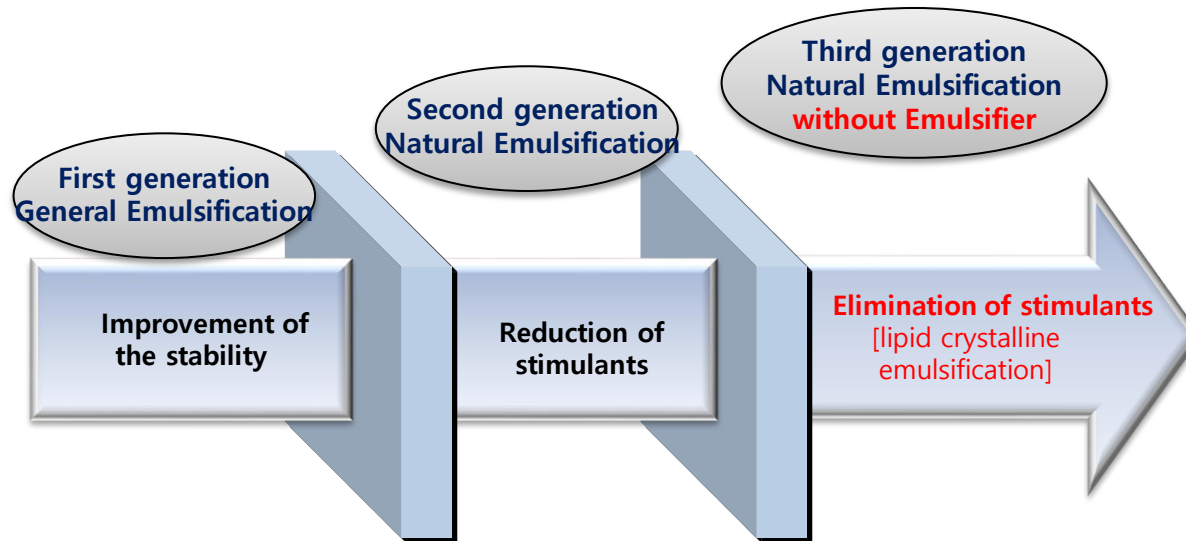 First generation
General Emulsification
Improvement of
the stability
Second generation
Natural Emulsification
Reduction of
stimulants
Third generation
Natural Emulsification
without Emulsifier
Elimination of stimulants
[lipid crystalline
emulsification]